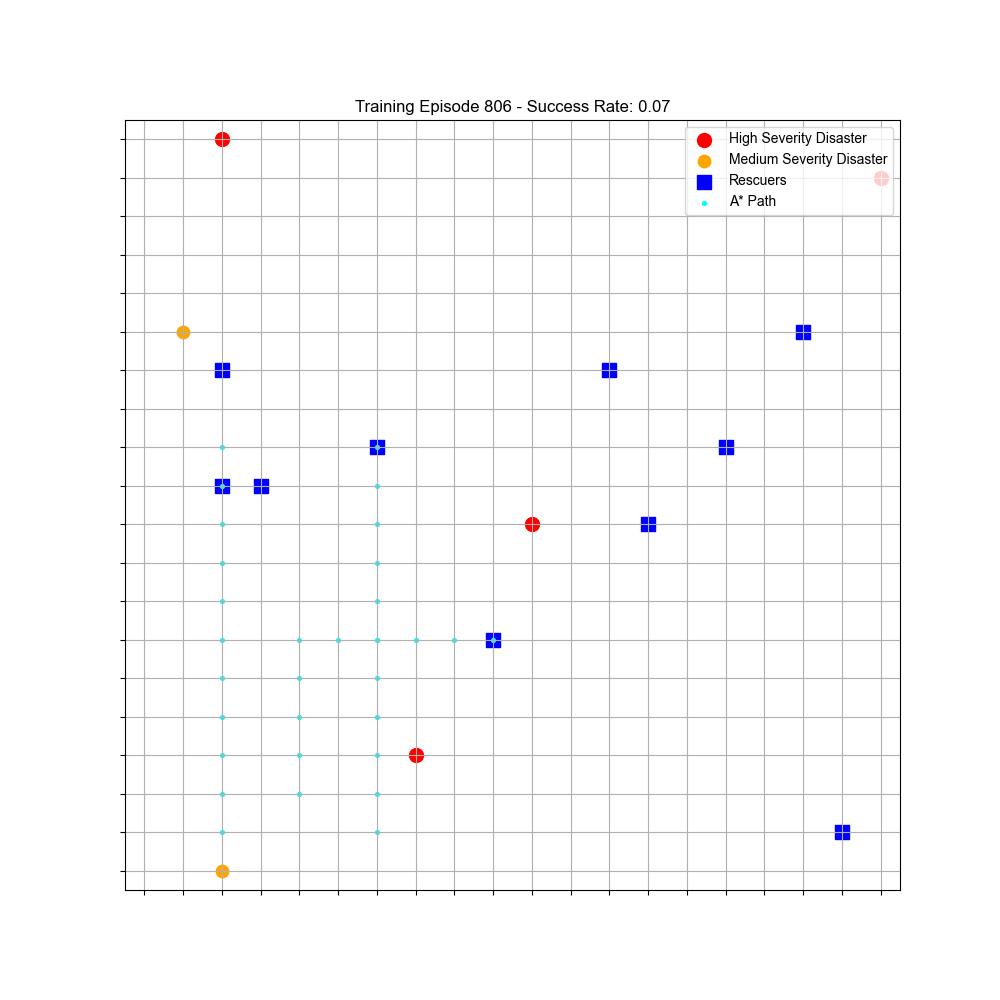 Training Episode 806 - Success Rate: 0.07
High Severity Disaster
Medium Severity Disaster
Rescuers
A* Path